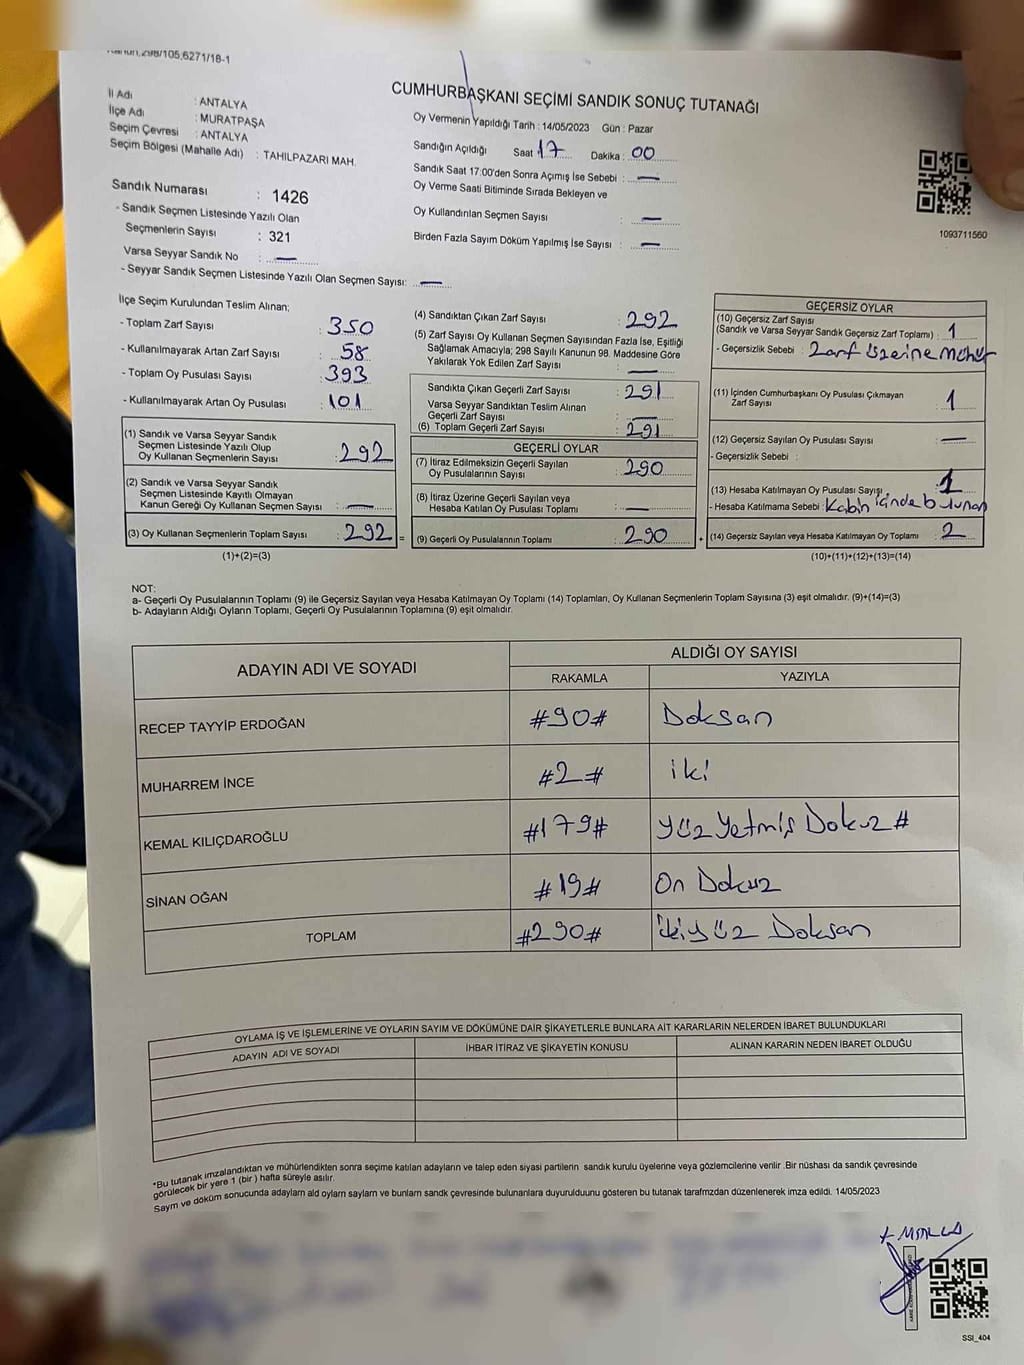 Kanun,298/105,6271/18-1
CUMHURBAŞKANI SEÇİMİ SANDIK SONUÇ TUTANAĞI
İl Adı : ANTALYA
İlçe Adı : MURATPAŞA
Seçim Çevresi : ANTALYA
Seçim Bölgesi (Mahalle Adı) : TAHILPAZARI MAH.
Sandık Numarası : 1426
- Sandık Seçmen Listesinde Yazılı Olan
Seçmenlerin Sayısı : 321
Varsa Seyyar Sandık No : —
- Seyyar Sandık Seçmen Listesinde Yazılı Olan Seçmen Sayısı: —
Oy Vermenin Yapıldığı Tarih : 14/05/2023 Gün : Pazar
Sandığın Açıldığı Saat 17 Dakika : 00
Sandık Saat 17:00'den Sonra Açımış İse Sebebi : —
Oy Verme Saati Bitiminde Sırada Bekleyen ve
Oy Kullandırılan Seçmen Sayısı : —
Birden Fazla Sayım Döküm Yapılmış İse Sayısı : —
1093711560
İlçe Seçim Kurulundan Teslim Alınan;
- Toplam Zarf Sayısı : 350
- Kullanılmayarak Artan Zarf Sayısı : 58
- Toplam Oy Pusulası Sayısı : 393
- Kullanılmayarak Artan Oy Pusulası : 101
(1) Sandık ve Varsa Seyyar Sandık
Seçmen Listesinde Yazılı Olup
Oy Kullanan Seçmenlerin Sayısı : 292
(2) Sandık ve Varsa Seyyar Sandık
Seçmen Listesinde Kayıtlı Olmayan
Kanun Gereği Oy Kullanan Seçmen Sayısı : —
(3) Oy Kullanan Seçmenlerin Toplam Sayısı : 292 =
(1)+(2)=(3)
(4) Sandıktan Çıkan Zarf Sayısı : 292
(5) Zarf Sayısı Oy Kullanan Seçmen Sayısından Fazla İse, Eşitliği
Sağlamak Amacıyla; 298 Sayılı Kanunun 98. Maddesine Göre
Yakılarak Yok Edilen Zarf Sayısı : —
Sandıkta Çıkan Geçerli Zarf Sayısı : 291
Varsa Seyyar Sandıktan Teslim Alınan
Geçerli Zarf Sayısı : —
(6) Toplam Geçerli Zarf Sayısı : 291
GEÇERLİ OYLAR
(7) İtiraz Edilmeksizin Geçerli Sayılan
Oy Pusulalarının Sayısı : 290
(8) İtiraz Üzerine Geçerli Sayılan veya
Hesaba Katılan Oy Pusulası Toplamı : —
(9) Geçerli Oy Pusulalarının Toplamı : 290 +
GEÇERSİZ OYLAR
(10) Geçersiz Zarf Sayısı
(Sandık ve Varsa Seyyar Sandık Geçersiz Zarf Toplamı) : 1
- Geçersizlik Sebebi : Zarf üzerine mühür
(11) İçinden Cumhurbaşkanı Oy Pusulası Çıkmayan
Zarf Sayısı : 1
(12) Geçersiz Sayılan Oy Pusulası Sayısı : —
- Geçersizlik Sebebi :
(13) Hesaba Katılmayan Oy Pusulası Sayısı : 1
- Hesaba Katılmama Sebebi : Kabin içinde bulunan
(14) Geçersiz Sayılan veya Hesaba Katılmayan Oy Toplamı : 2
(10)+(11)+(12)+(13)=(14)
NOT:
a- Geçerli Oy Pusulalarının Toplamı (9) ile Geçersiz Sayılan veya Hesaba Katılmayan Oy Toplamı (14) Toplamları, Oy Kullanan Seçmenlerin Toplam Sayısına (3) eşit olmalıdır. (9)+(14)=(3)
b- Adayların Aldığı Oyların Toplamı, Geçerli Oy Pusulalarının Toplamına (9) eşit olmalıdır.
ADAYIN ADI VE SOYADI
ALDIĞI OY SAYISI
RAKAMLA YAZIYLA
RECEP TAYYİP ERDOĞAN #90# Doksan
MUHARREM İNCE #2# iki
KEMAL KILIÇDAROĞLU #179# Yüz Yetmiş Dokuz #
SİNAN OĞAN #19# On Dokuz
TOPLAM #290# ikiyüz Doksan
OYLAMA İŞ VE İŞLEMLERİNE VE OYLARIN SAYIM VE DÖKÜMÜNE DAİR ŞİKAYETLERLE BUNLARA AİT KARARLARIN NELERDEN İBARET BULUNDUKLARI
ADAYIN ADI VE SOYADI İHBAR İTİRAZ VE ŞİKAYETİN KONUSU ALINAN KARARIN NEDEN İBARET OLDUĞU
*Bu tutanak imzalandıktan ve mühürlendikten sonra seçime katılan adayların ve talep eden siyasi partilerin sandık kurulu üyelerine veya gözlemcilerine verilir .Bir nüshası da sandık çevresinde
görülecek bir yere 1 (bir ) hafta süreyle asılır.
Saym ve döküm sonucunda adayların ald oylarn saylarn ve bunlarn sandk çevresinde bulunanlara duyurulduunu gösteren bu tutanak tarafmzdan düzenlenerek imza edildi. 14/05/2023
SSI_404